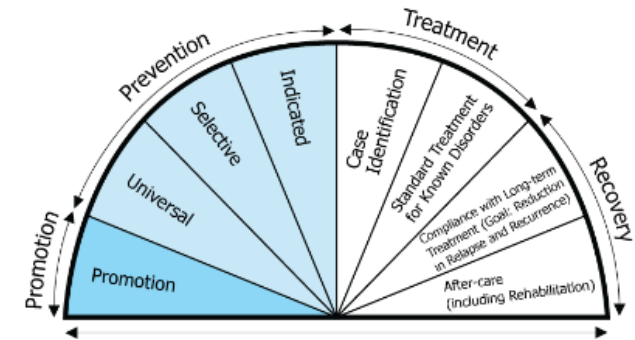 Promotion
Prevention
Treatment
Recovery
Promotion
Universal
Selective
Indicated
Case
Identification
Standard Treatment
for Known Disorders
Compliance with Long-term
Treatment (Goal: Reduction
in Relapse and Recurrence)
After-care
(including Rehabilitation)